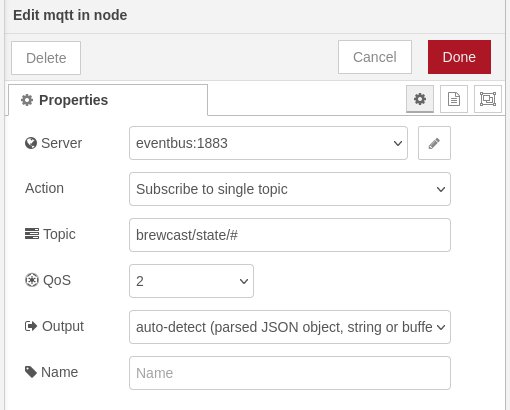 Edit mqtt in node
Delete
Cancel
Done
Properties
Server
eventbus:1883
Action
Subscribe to single topic
Topic
brewcast/state/#
QoS
2
Output
auto-detect (parsed JSON object, string or buffe
Name
Name